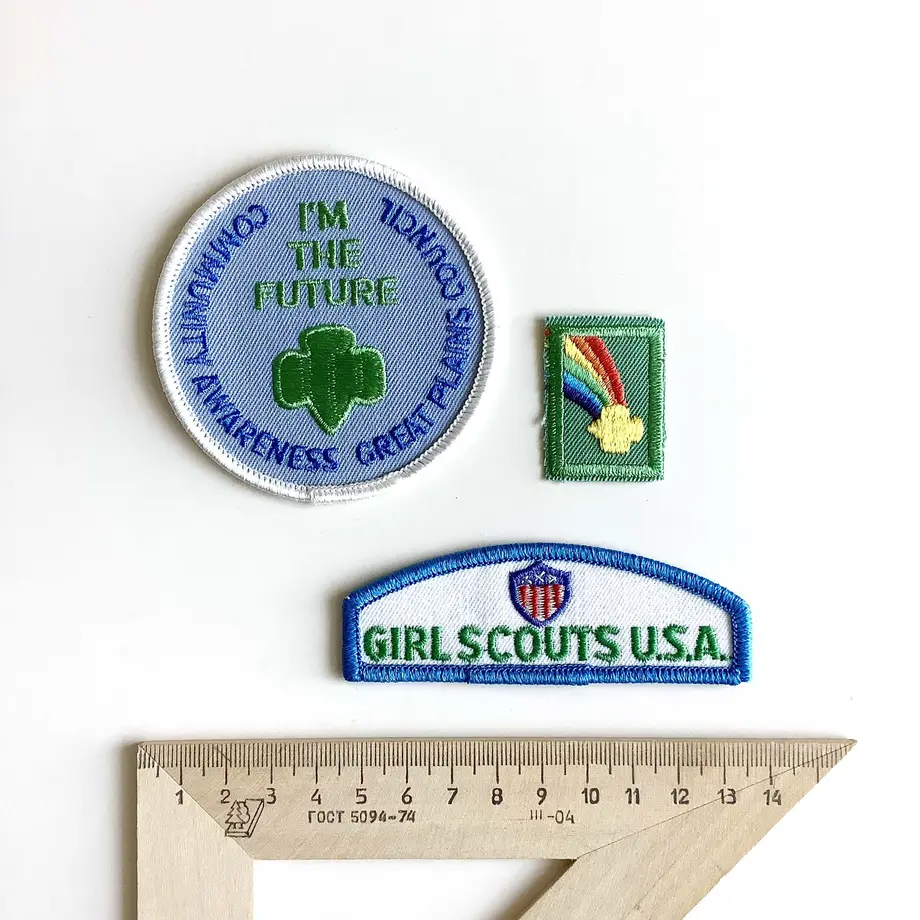 I'M
THE
FUTURE
COMMUNITY AWARENESS GREAT PLAINS COUNCIL
GIRL SCOUTS U.S.A.
1 2 3 4 5 6 7 8 9 10 11 12 13 14
ГОСТ 5094-74 III-04